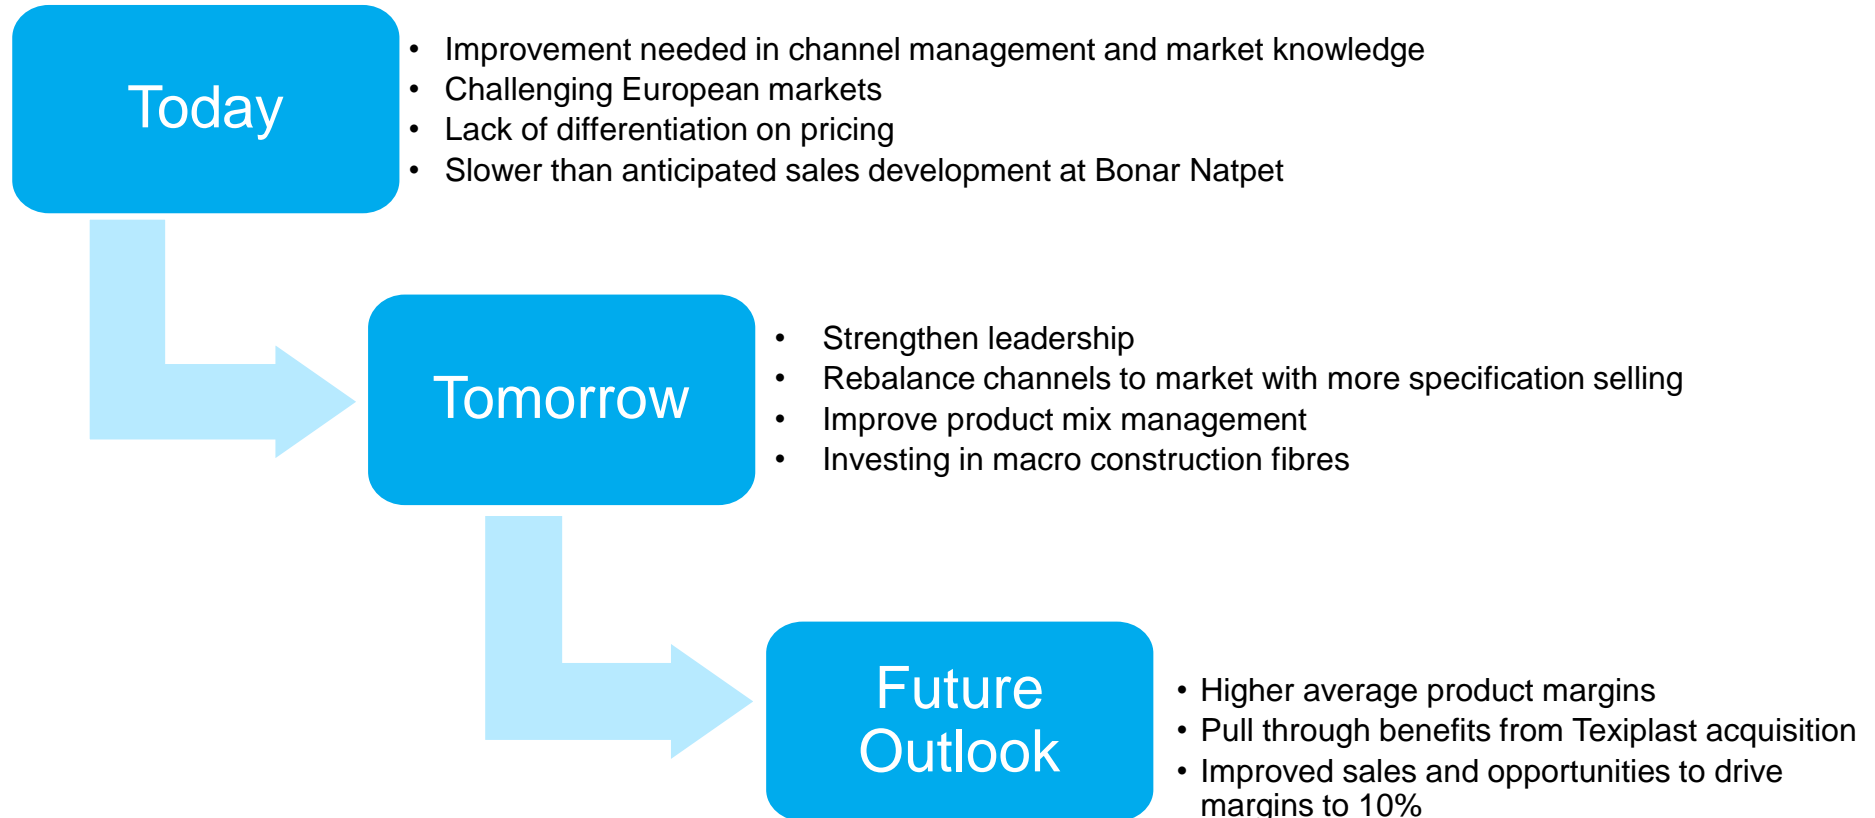 Today
• Improvement needed in channel management and market knowledge
• Challenging European markets
• Lack of differentiation on pricing
• Slower than anticipated sales development at Bonar Natpet
Tomorrow
• Strengthen leadership
• Rebalance channels to market with more specification selling
• Improve product mix management
• Investing in macro construction fibres
Future
Outlook
• Higher average product margins
• Pull through benefits from Texiplast acquisition
• Improved sales and opportunities to drive
margins to 10%